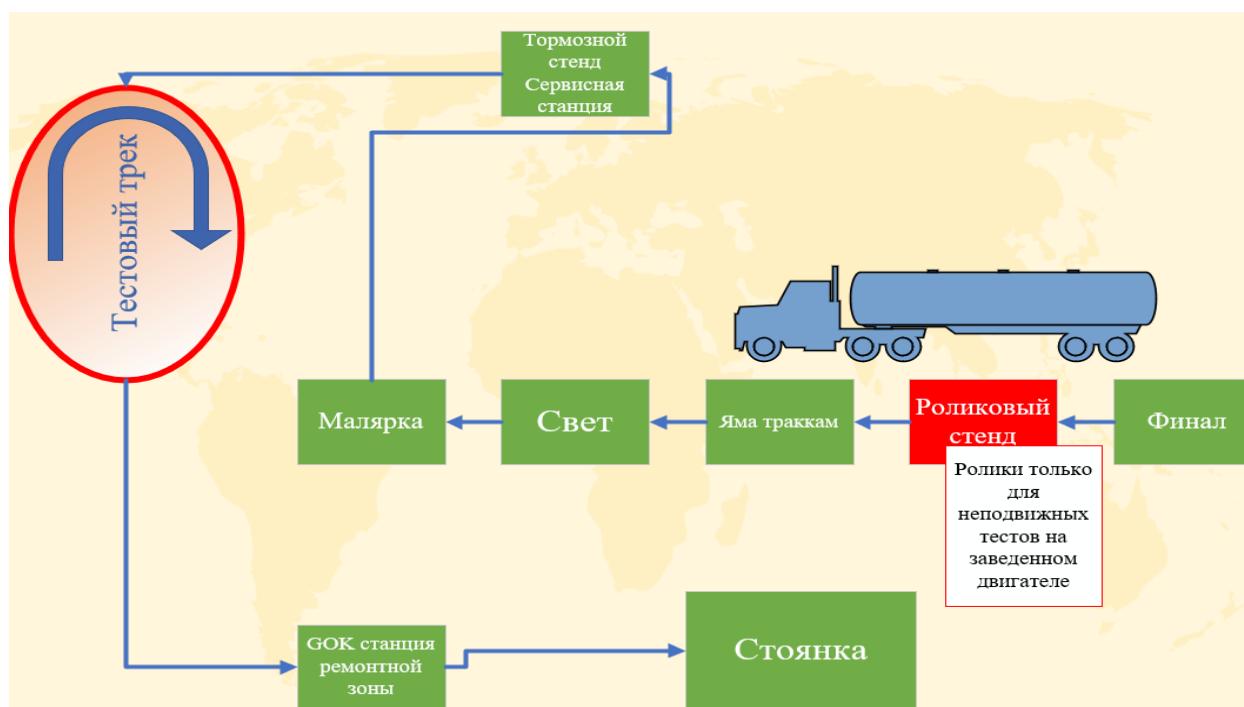 Тормозной
стенд
Сервисная
станция
Тестовый трек
Малярка
Свет
Яма траккам
Роликовый
стенд
Финал
Ролики только
для
неподвижных
тестов на
заведенном
двигателе
GOK станция
ремонтной
зоны
Стоянка